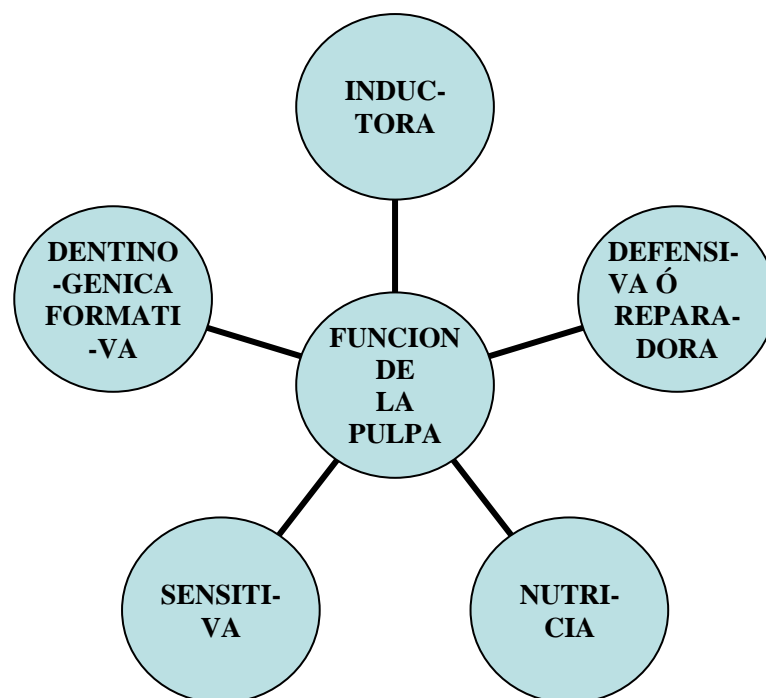 INDUC-
TORA
DENTINO
-GENICA
FORMATI
-VA
DEFENSI-
VA Ó
REPARA-
DORA
FUNCION
DE
LA
PULPA
SENSITI-
VA
NUTRI-
CIA